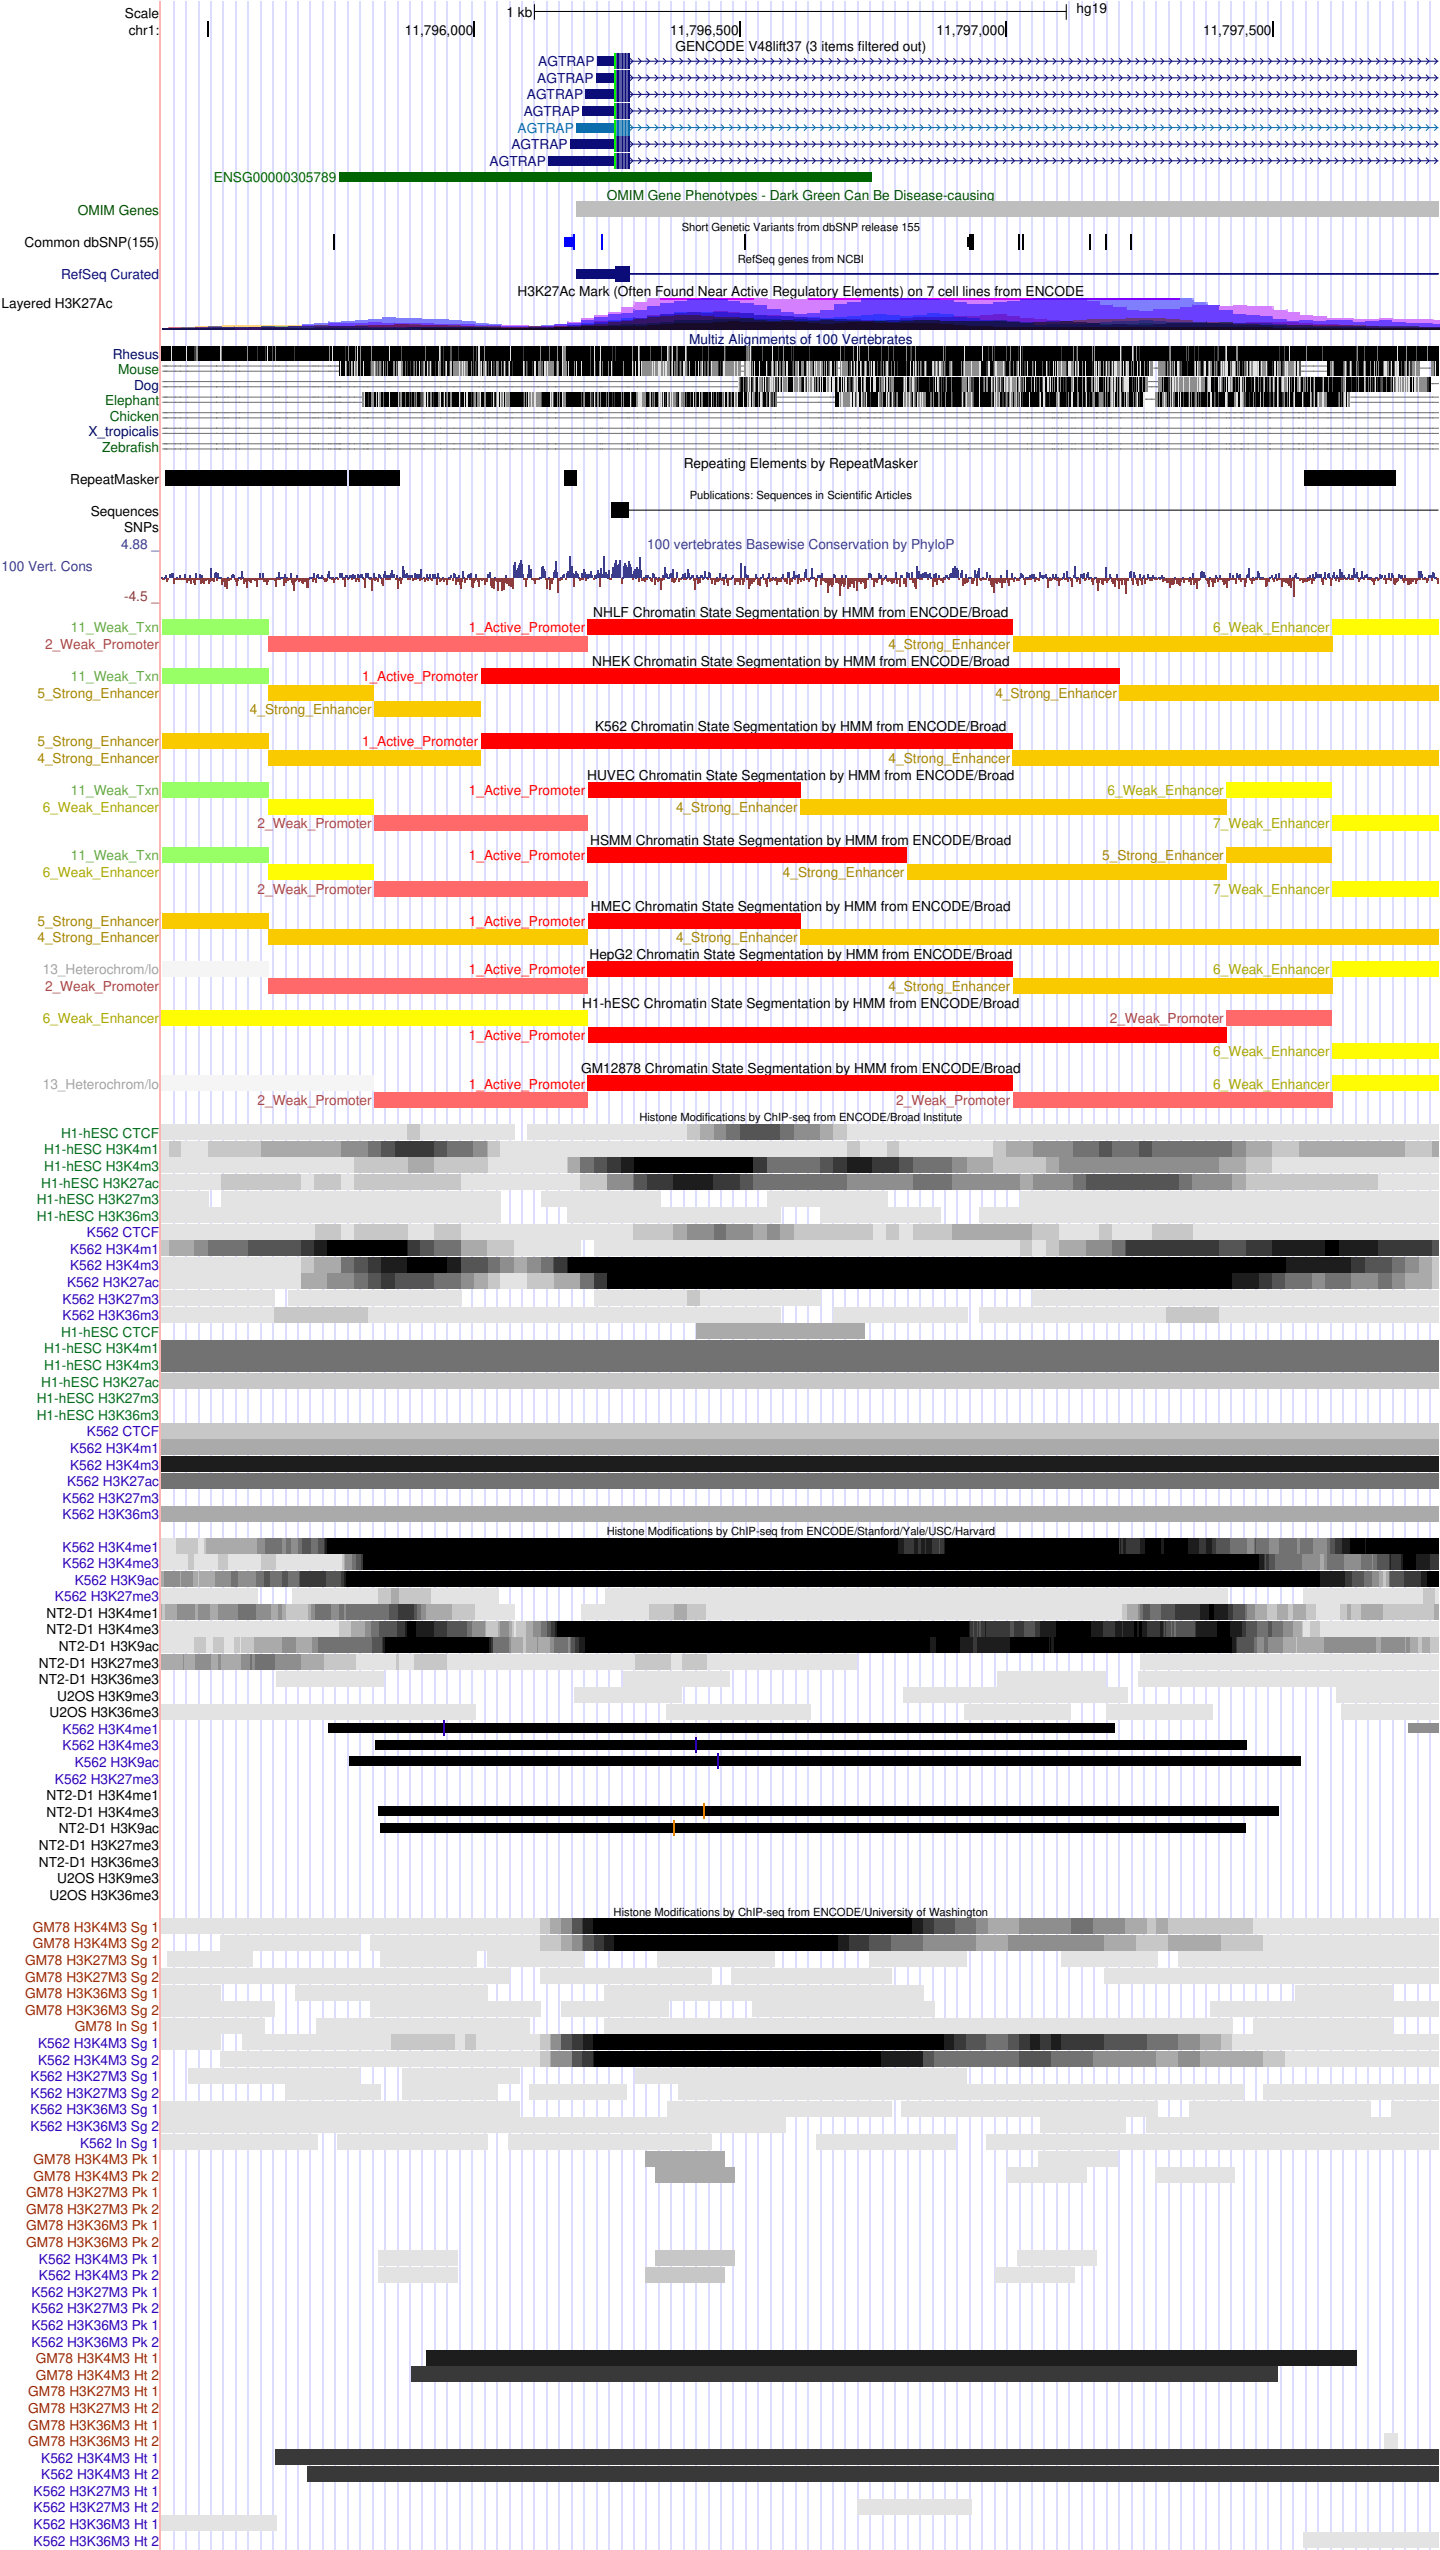 Scale 1 kb hg19
chr1: 11,796,000 11,796,500 11,797,000 11,797,500
GENCODE V48lift37 (3 items filtered out)
AGTRAP
AGTRAP
AGTRAP
AGTRAP
AGTRAP
AGTRAP
AGTRAP
ENSG00000305789
OMIM Gene Phenotypes - Dark Green Can Be Disease-causing
OMIM Genes
Short Genetic Variants from dbSNP release 155
Common dbSNP(155)
RefSeq genes from NCBI
RefSeq Curated
H3K27Ac Mark (Often Found Near Active Regulatory Elements) on 7 cell lines from ENCODE
Layered H3K27Ac
Multiz Alignments of 100 Vertebrates
Rhesus
Mouse
Dog
Elephant
Chicken
X_tropicalis
Zebrafish
Repeating Elements by RepeatMasker
RepeatMasker
Publications: Sequences in Scientific Articles
Sequences
SNPs
4.88 _ 100 vertebrates Basewise Conservation by PhyloP
100 Vert. Cons
-4.5 _
NHLF Chromatin State Segmentation by HMM from ENCODE/Broad
11_Weak_Txn 1_Active_Promoter 6_Weak_Enhancer
2_Weak_Promoter 4_Strong_Enhancer
NHEK Chromatin State Segmentation by HMM from ENCODE/Broad
11_Weak_Txn 1_Active_Promoter
5_Strong_Enhancer 4_Strong_Enhancer
4_Strong_Enhancer
K562 Chromatin State Segmentation by HMM from ENCODE/Broad
5_Strong_Enhancer 1_Active_Promoter
4_Strong_Enhancer 4_Strong_Enhancer
HUVEC Chromatin State Segmentation by HMM from ENCODE/Broad
11_Weak_Txn 1_Active_Promoter 6_Weak_Enhancer
6_Weak_Enhancer 4_Strong_Enhancer
2_Weak_Promoter 7_Weak_Enhancer
HSMM Chromatin State Segmentation by HMM from ENCODE/Broad
11_Weak_Txn 1_Active_Promoter 5_Strong_Enhancer
6_Weak_Enhancer 4_Strong_Enhancer
2_Weak_Promoter 7_Weak_Enhancer
HMEC Chromatin State Segmentation by HMM from ENCODE/Broad
5_Strong_Enhancer 1_Active_Promoter
4_Strong_Enhancer 4_Strong_Enhancer
HepG2 Chromatin State Segmentation by HMM from ENCODE/Broad
13_Heterochrom/lo 1_Active_Promoter 6_Weak_Enhancer
2_Weak_Promoter 4_Strong_Enhancer
H1-hESC Chromatin State Segmentation by HMM from ENCODE/Broad
6_Weak_Enhancer 2_Weak_Promoter
1_Active_Promoter
6_Weak_Enhancer
GM12878 Chromatin State Segmentation by HMM from ENCODE/Broad
13_Heterochrom/lo 1_Active_Promoter 6_Weak_Enhancer
2_Weak_Promoter 2_Weak_Promoter
Histone Modifications by ChIP-seq from ENCODE/Broad Institute
H1-hESC CTCF
H1-hESC H3K4m1
H1-hESC H3K4m3
H1-hESC H3K27ac
H1-hESC H3K27m3
H1-hESC H3K36m3
K562 CTCF
K562 H3K4m1
K562 H3K4m3
K562 H3K27ac
K562 H3K27m3
K562 H3K36m3
H1-hESC CTCF
H1-hESC H3K4m1
H1-hESC H3K4m3
H1-hESC H3K27ac
H1-hESC H3K27m3
H1-hESC H3K36m3
K562 CTCF
K562 H3K4m1
K562 H3K4m3
K562 H3K27ac
K562 H3K27m3
K562 H3K36m3
Histone Modifications by ChIP-seq from ENCODE/Stanford/Yale/USC/Harvard
K562 H3K4me1
K562 H3K4me3
K562 H3K9ac
K562 H3K27me3
NT2-D1 H3K4me1
NT2-D1 H3K4me3
NT2-D1 H3K9ac
NT2-D1 H3K27me3
NT2-D1 H3K36me3
U2OS H3K9me3
U2OS H3K36me3
K562 H3K4me1
K562 H3K4me3
K562 H3K9ac
K562 H3K27me3
NT2-D1 H3K4me1
NT2-D1 H3K4me3
NT2-D1 H3K9ac
NT2-D1 H3K27me3
NT2-D1 H3K36me3
U2OS H3K9me3
U2OS H3K36me3
Histone Modifications by ChIP-seq from ENCODE/University of Washington
GM78 H3K4M3 Sg 1
GM78 H3K4M3 Sg 2
GM78 H3K27M3 Sg 1
GM78 H3K27M3 Sg 2
GM78 H3K36M3 Sg 1
GM78 H3K36M3 Sg 2
GM78 In Sg 1
K562 H3K4M3 Sg 1
K562 H3K4M3 Sg 2
K562 H3K27M3 Sg 1
K562 H3K27M3 Sg 2
K562 H3K36M3 Sg 1
K562 H3K36M3 Sg 2
K562 In Sg 1
GM78 H3K4M3 Pk 1
GM78 H3K4M3 Pk 2
GM78 H3K27M3 Pk 1
GM78 H3K27M3 Pk 2
GM78 H3K36M3 Pk 1
GM78 H3K36M3 Pk 2
K562 H3K4M3 Pk 1
K562 H3K4M3 Pk 2
K562 H3K27M3 Pk 1
K562 H3K27M3 Pk 2
K562 H3K36M3 Pk 1
K562 H3K36M3 Pk 2
GM78 H3K4M3 Ht 1
GM78 H3K4M3 Ht 2
GM78 H3K27M3 Ht 1
GM78 H3K27M3 Ht 2
GM78 H3K36M3 Ht 1
GM78 H3K36M3 Ht 2
K562 H3K4M3 Ht 1
K562 H3K4M3 Ht 2
K562 H3K27M3 Ht 1
K562 H3K27M3 Ht 2
K562 H3K36M3 Ht 1
K562 H3K36M3 Ht 2